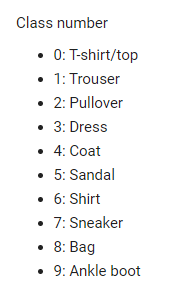 Class number
• 0: T-shirt/top
• 1: Trouser
• 2: Pullover
• 3: Dress
• 4: Coat
• 5: Sandal
• 6: Shirt
• 7: Sneaker
• 8: Bag
• 9: Ankle boot